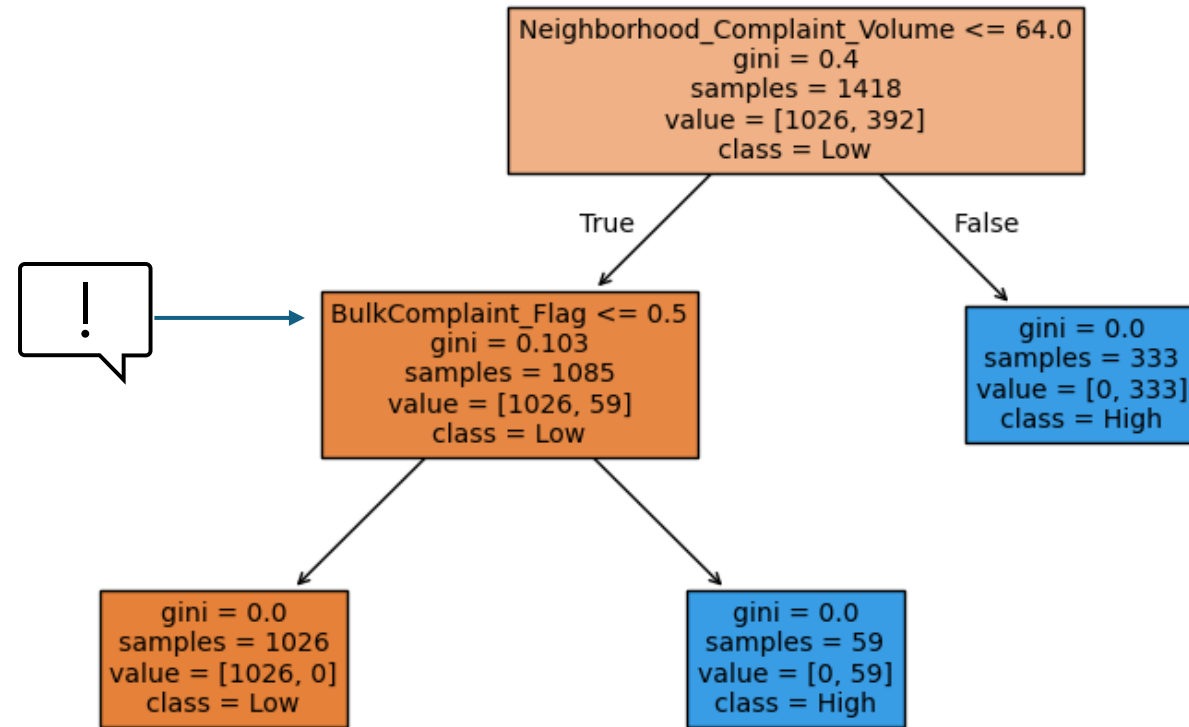 Neighborhood_Complaint_Volume <= 64.0
gini = 0.4
samples = 1418
value = [1026, 392]
class = Low
True
False
!
BulkComplaint_Flag <= 0.5
gini = 0.103
samples = 1085
value = [1026, 59]
class = Low
gini = 0.0
samples = 333
value = [0, 333]
class = High
gini = 0.0
samples = 1026
value = [1026, 0]
class = Low
gini = 0.0
samples = 59
value = [0, 59]
class = High